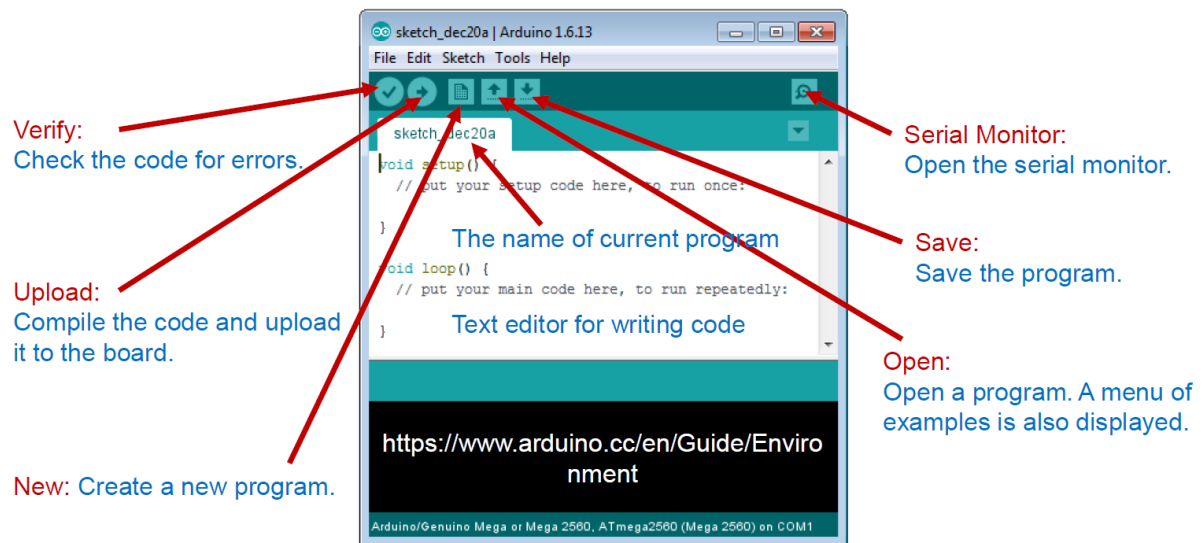 sketch_dec20a | Arduino 1.6.13
File Edit Sketch Tools Help
sketch_dec20a
void setup() {
// put your setup code here, to run once:
}
void loop() {
// put your main code here, to run repeatedly:
}
The name of current program
Text editor for writing code
https://www.arduino.cc/en/Guide/Enviro
nment
Arduino/Genuino Mega or Mega 2560, ATmega2560 (Mega 2560) on COM1
Verify:
Check the code for errors.
Upload:
Compile the code and upload
it to the board.
New: Create a new program.
Serial Monitor:
Open the serial monitor.
Save:
Save the program.
Open:
Open a program. A menu of
examples is also displayed.